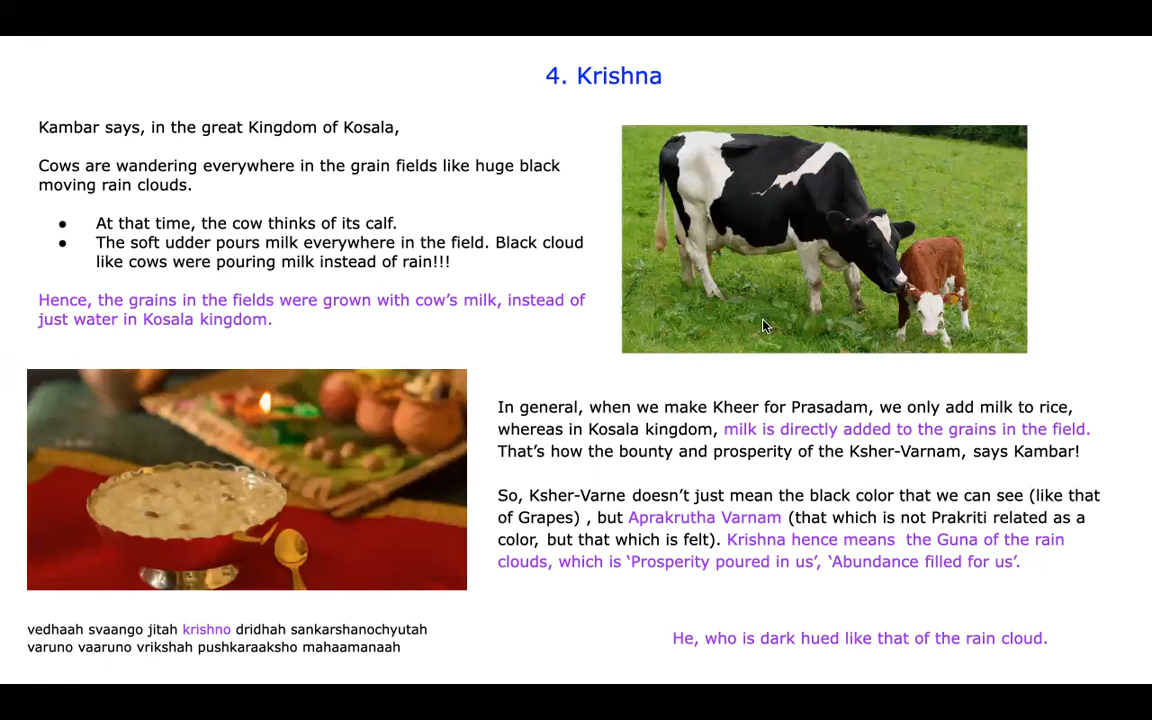 4. Krishna
Kambar says, in the great Kingdom of Kosala,
Cows are wandering everywhere in the grain fields like huge black
moving rain clouds.
● At that time, the cow thinks of its calf.
● The soft udder pours milk everywhere in the field. Black cloud
like cows were pouring milk instead of rain!!!
Hence, the grains in the fields were grown with cow’s milk, instead of
just water in Kosala kingdom.
In general, when we make Kheer for Prasadam, we only add milk to rice,
whereas in Kosala kingdom, milk is directly added to the grains in the field.
That’s how the bounty and prosperity of the Ksher-Varnam, says Kambar!
So, Ksher-Varne doesn’t just mean the black color that we can see (like that
of Grapes) , but Aprakrutha Varnam (that which is not Prakriti related as a
color, but that which is felt). Krishna hence means  the Guna of the rain
clouds, which is ‘Prosperity poured in us’, ‘Abundance filled for us’.
vedhaah svaango jitah krishno dridhah sankarshanochyutah
varuno vaaruno vrikshah pushkaraaksho mahaamanaah
He, who is dark hued like that of the rain cloud.